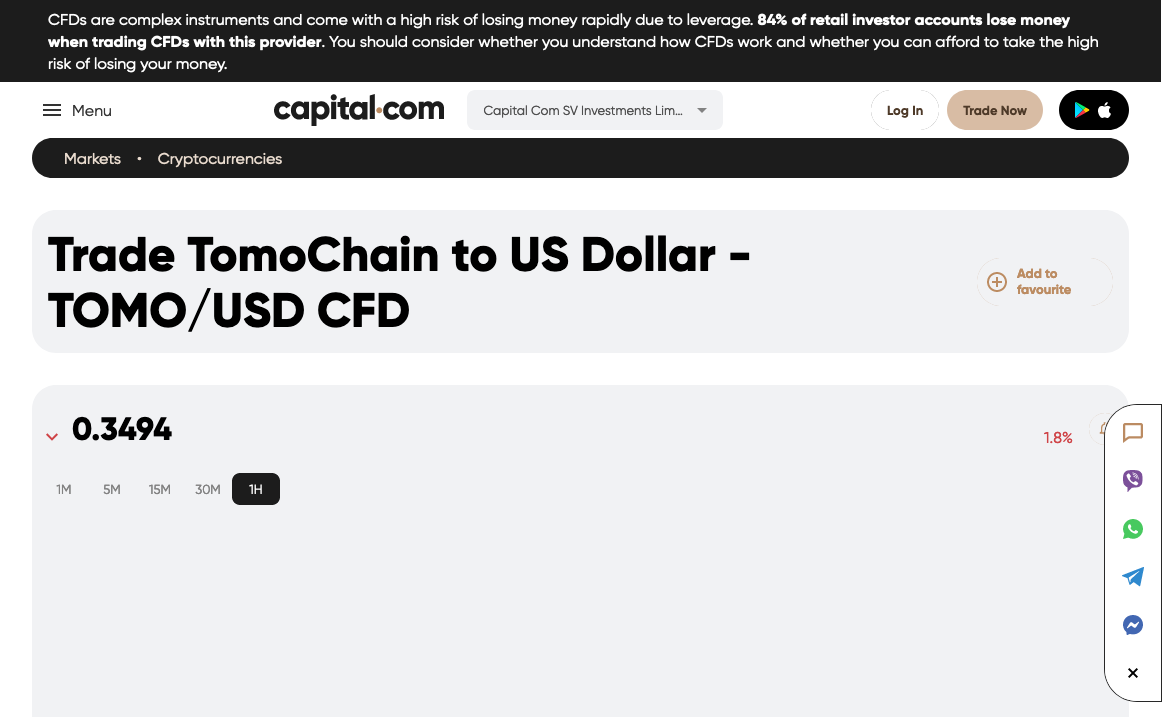 CFDs are complex instruments and come with a high risk of losing money rapidly due to leverage. 84% of retail investor accounts lose money
when trading CFDs with this provider. You should consider whether you understand how CFDs work and whether you can afford to take the high
risk of losing your money.
Menu
capital.com
Capital Com SV Investments Lim...
Log In
Trade Now
Markets • Cryptocurrencies
Trade TomoChain to US Dollar -
TOMO/USD CFD
Add to
favourite
0.3494
1.8%
1M 5M 15M 30M 1H